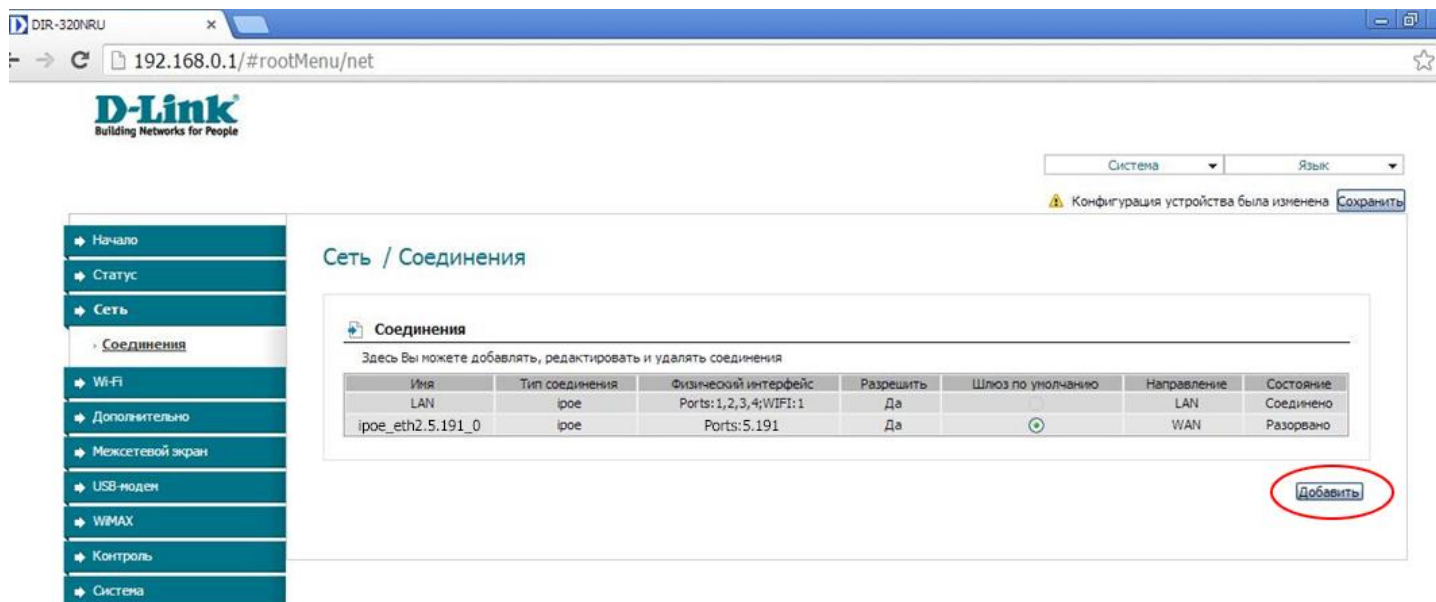 DIR-320NRU
192.168.0.1/#rootMenu/net
D-Link
Building Networks for People
Система Язык
Конфигурация устройства была изменена Сохранить
Начало
Статус
Сеть
Соединения
Wi-Fi
Дополнительно
Межсетевой экран
USB-модем
WiMAX
Контроль
Система
Сеть / Соединения
Соединения
Здесь Вы можете добавлять, редактировать и удалять соединения
Имя Тип соединения Физический интерфейс Разрешить Шлюз по умолчанию Направление Состояние
LAN ipoe Ports:1,2,3,4;WIFI:1 Да LAN Соединено
ipoe_eth2.5.191_0 ipoe Ports:5.191 Да WAN Разорвано
Добавить